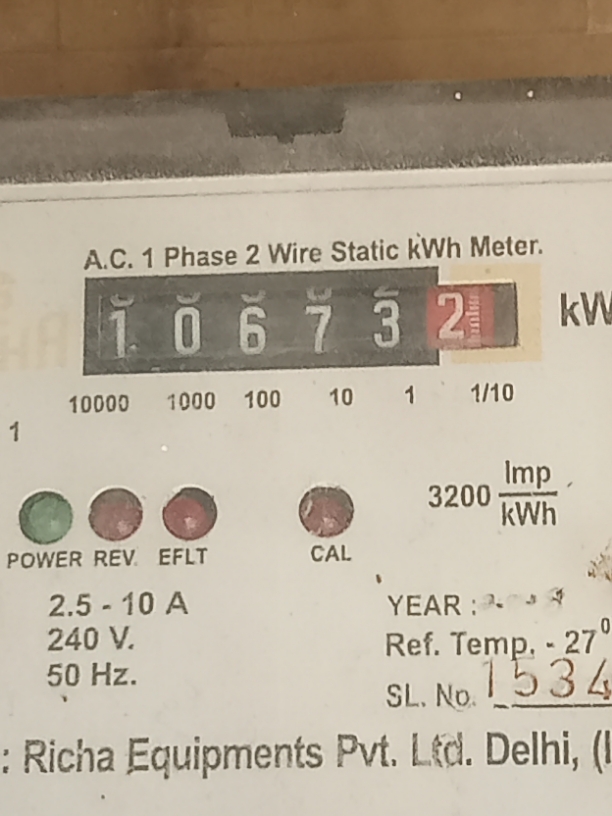 A.C. 1 Phase 2 Wire Static kWh Meter.
1 0 6 7 3 2 kW
10000 1000 100 10 1 1/10
1
3200 Imp/kWh
POWER REV. EFLT CAL
2.5 - 10 A
240 V.
50 Hz.
YEAR :
Ref. Temp. - 27⁰
SL. No. 1534
: Richa Equipments Pvt. Ltd. Delhi, (I